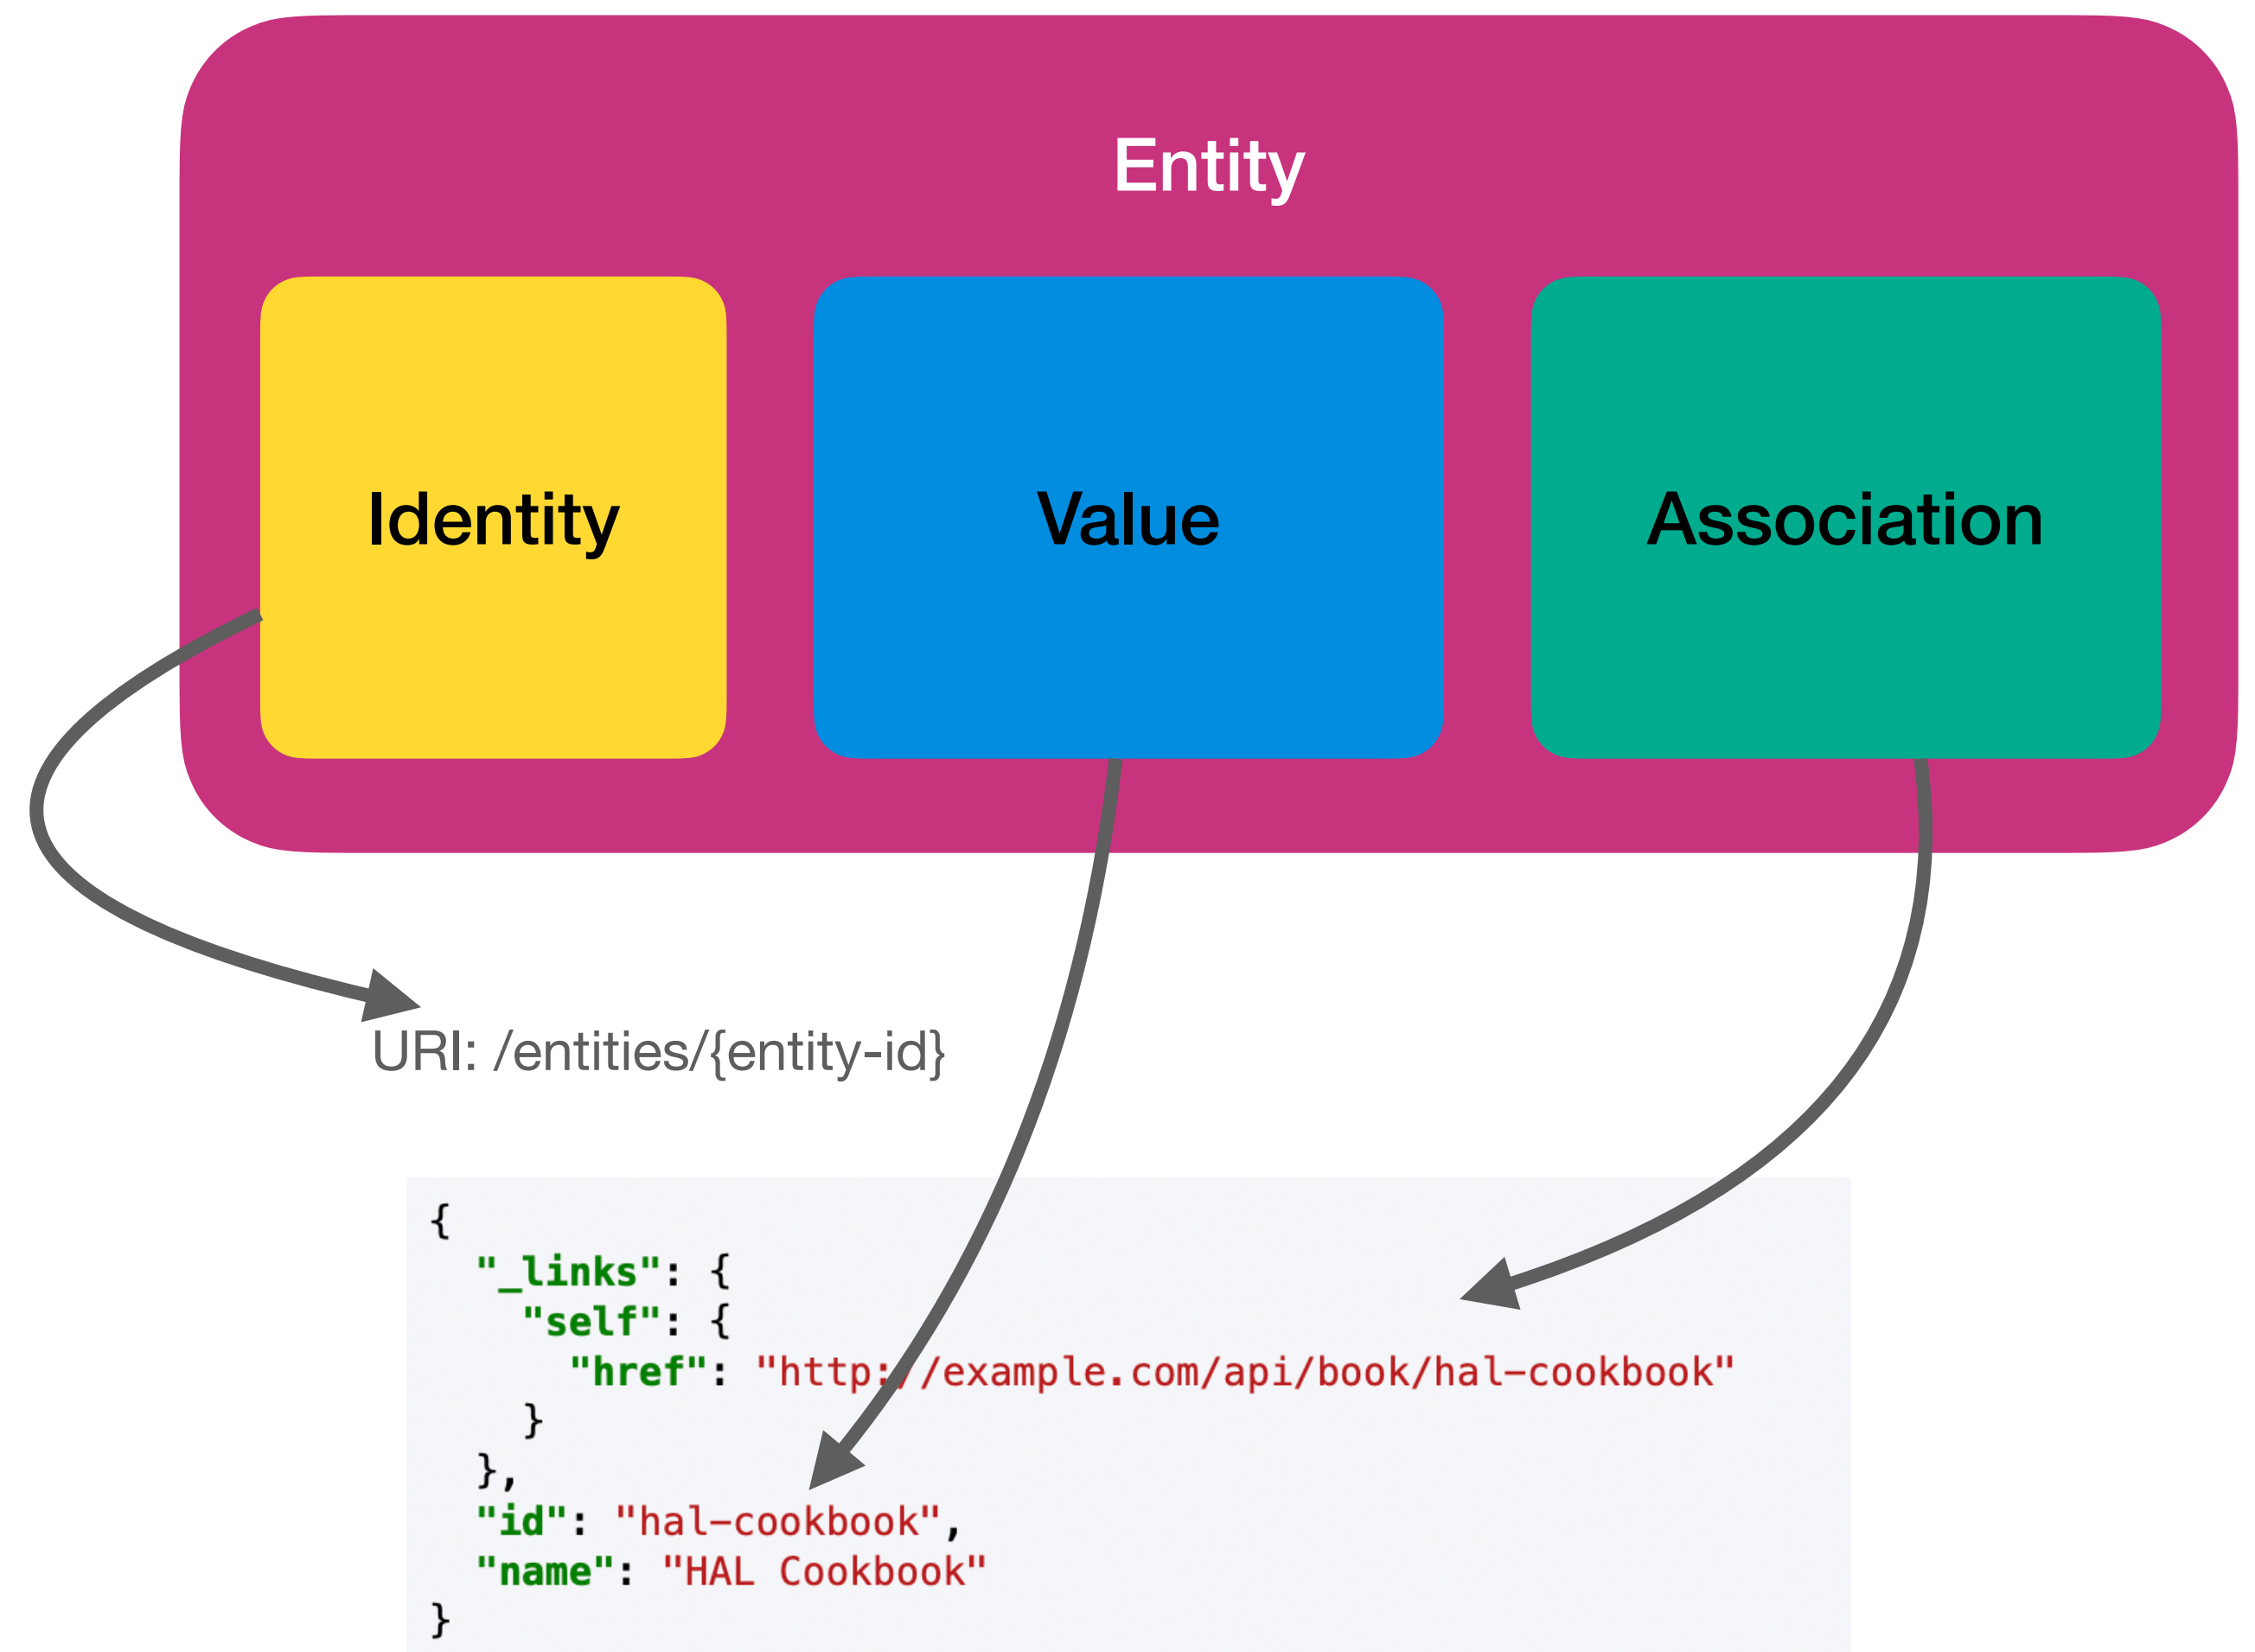 Entity
Identity
Value
Association
URI: /entities/{entity-id}
{
"_links": {
"self": {
"href": "http://example.com/api/book/hal-cookbook"
}
},
"id": "hal-cookbook",
"name": "HAL Cookbook"
}